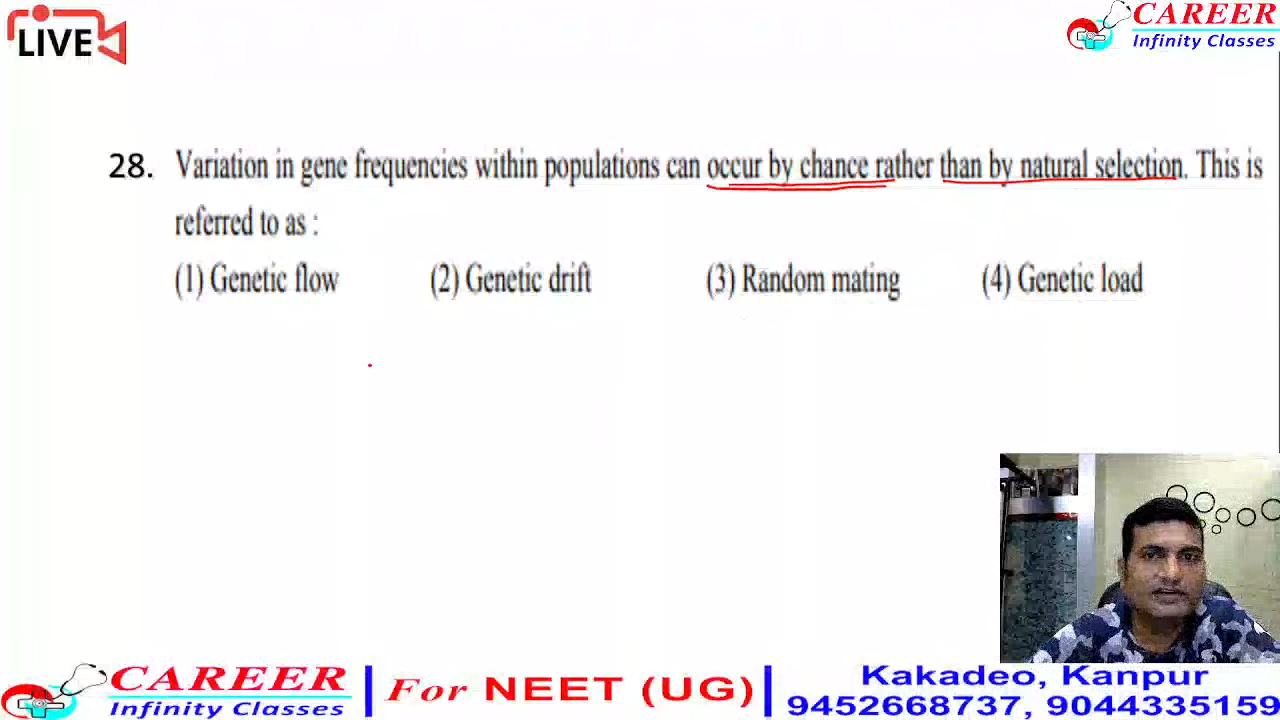 LIVE
CAREER
Infinity Classes
28. Variation in gene frequencies within populations can occur by chance rather than by natural selection. This is
referred to as :
(1) Genetic flow (2) Genetic drift (3) Random mating (4) Genetic load
CAREER
Infinity Classes
For NEET (UG)
Kakadeo, Kanpur
9452668737, 9044335159